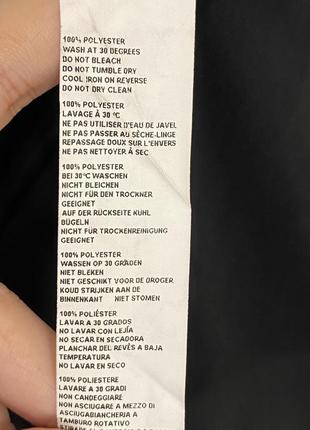 100% POLYESTER
WASH AT 30 DEGREES
DO NOT BLEACH
DO NOT TUMBLE DRY
COOL IRON ON REVERSE
DO NOT DRY CLEAN
100% POLYESTER
LAVAGE À 30 ºC
NE PAS UTILISER D'EAU DE JAVEL
NE PAS PASSER AU SÈCHE-LINGE
REPASSAGE DOUX SUR L'ENVERS
NE PAS NETTOYER À SEC
100% POLYESTER
BEI 30ºC WASCHEN
NICHT BLEICHEN
NICHT FÜR DEN TROCKNER
GEEIGNET
AUF DER RÜCKSEITE KUHL
BÜGELN
NICHT FÜR TROCKENREINIGUNG
GEEIGNET
100% POLYESTER
WASSEN OP 30 GRADEN
NIET BLEKEN
NIET GESCHIKT VOOR DE DROGER
KOUD STRIJKEN AAN DE
BINNENKANT NIET STOMEN
100% POLIÉSTER
LAVAR A 30 GRADOS
NO LAVAR CON LEJÍA
NO SECAR EN SECADORA
PLANCHAR DEL REVÉS A BAJA
TEMPERATURA
NO LAVAR EN SECO
100% POLIESTERE
LAVARE A 30 GRADI
NON CANDEGGIARE
NON ASCIUGARE A MEZZO DI
ASCIUGABIANCHERIA A
TAMBURO ROTATIVO